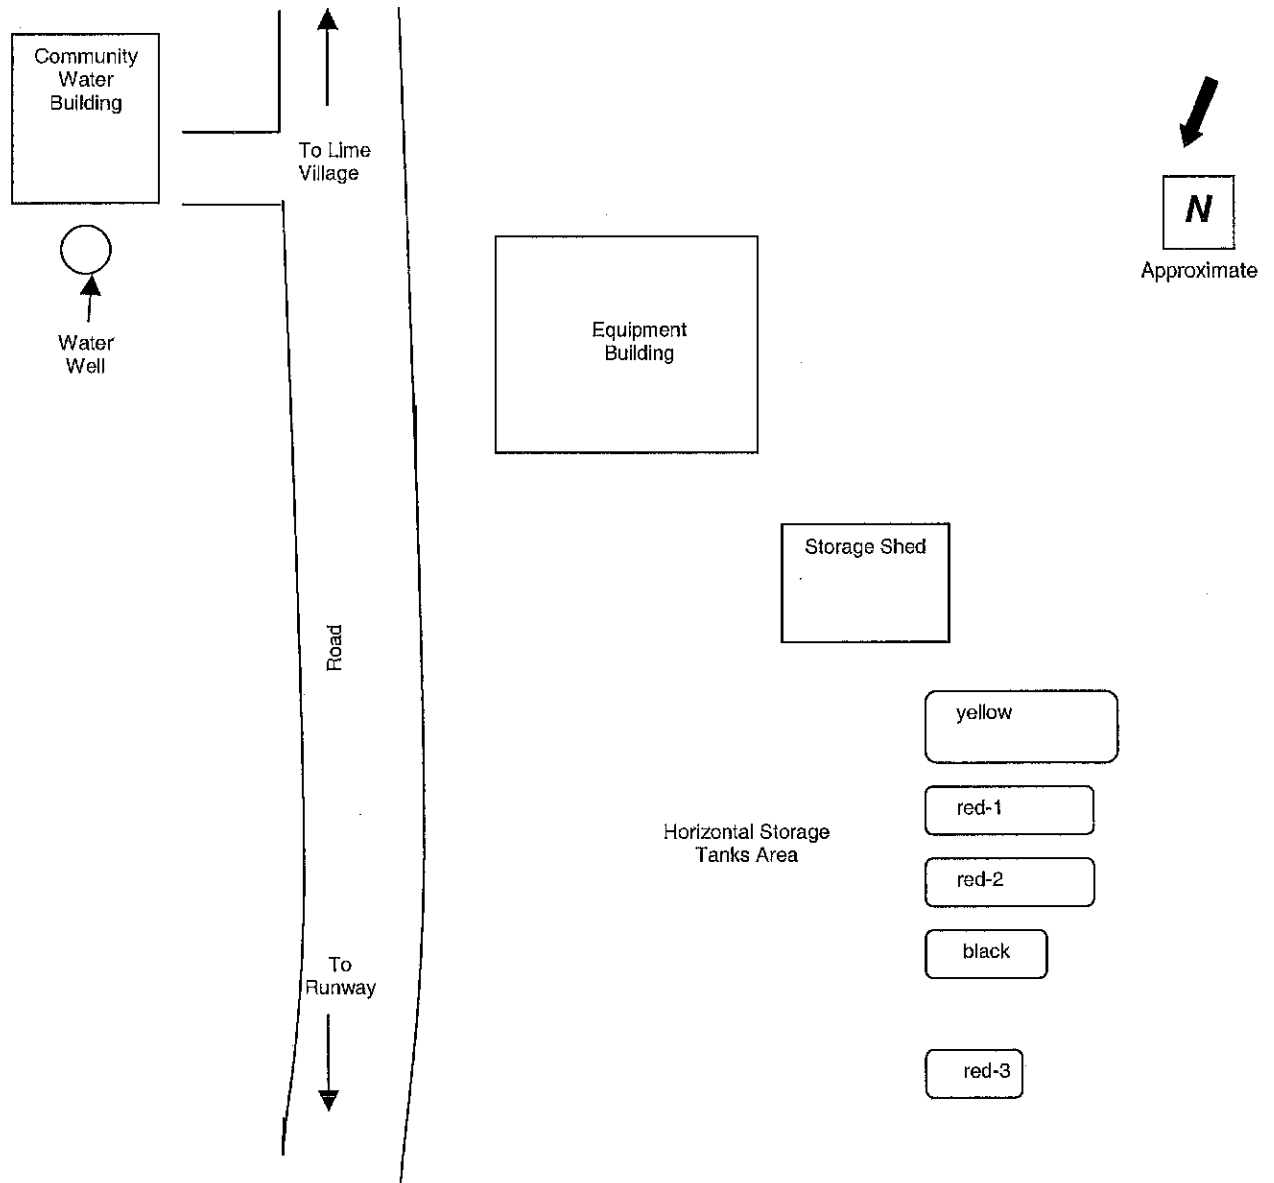 Community
Water
Building
To Lime
Village
N
Approximate
Water
Well
Equipment
Building
Storage Shed
Road
yellow
red-1
Horizontal Storage
Tanks Area
red-2
black
To
Runway
red-3